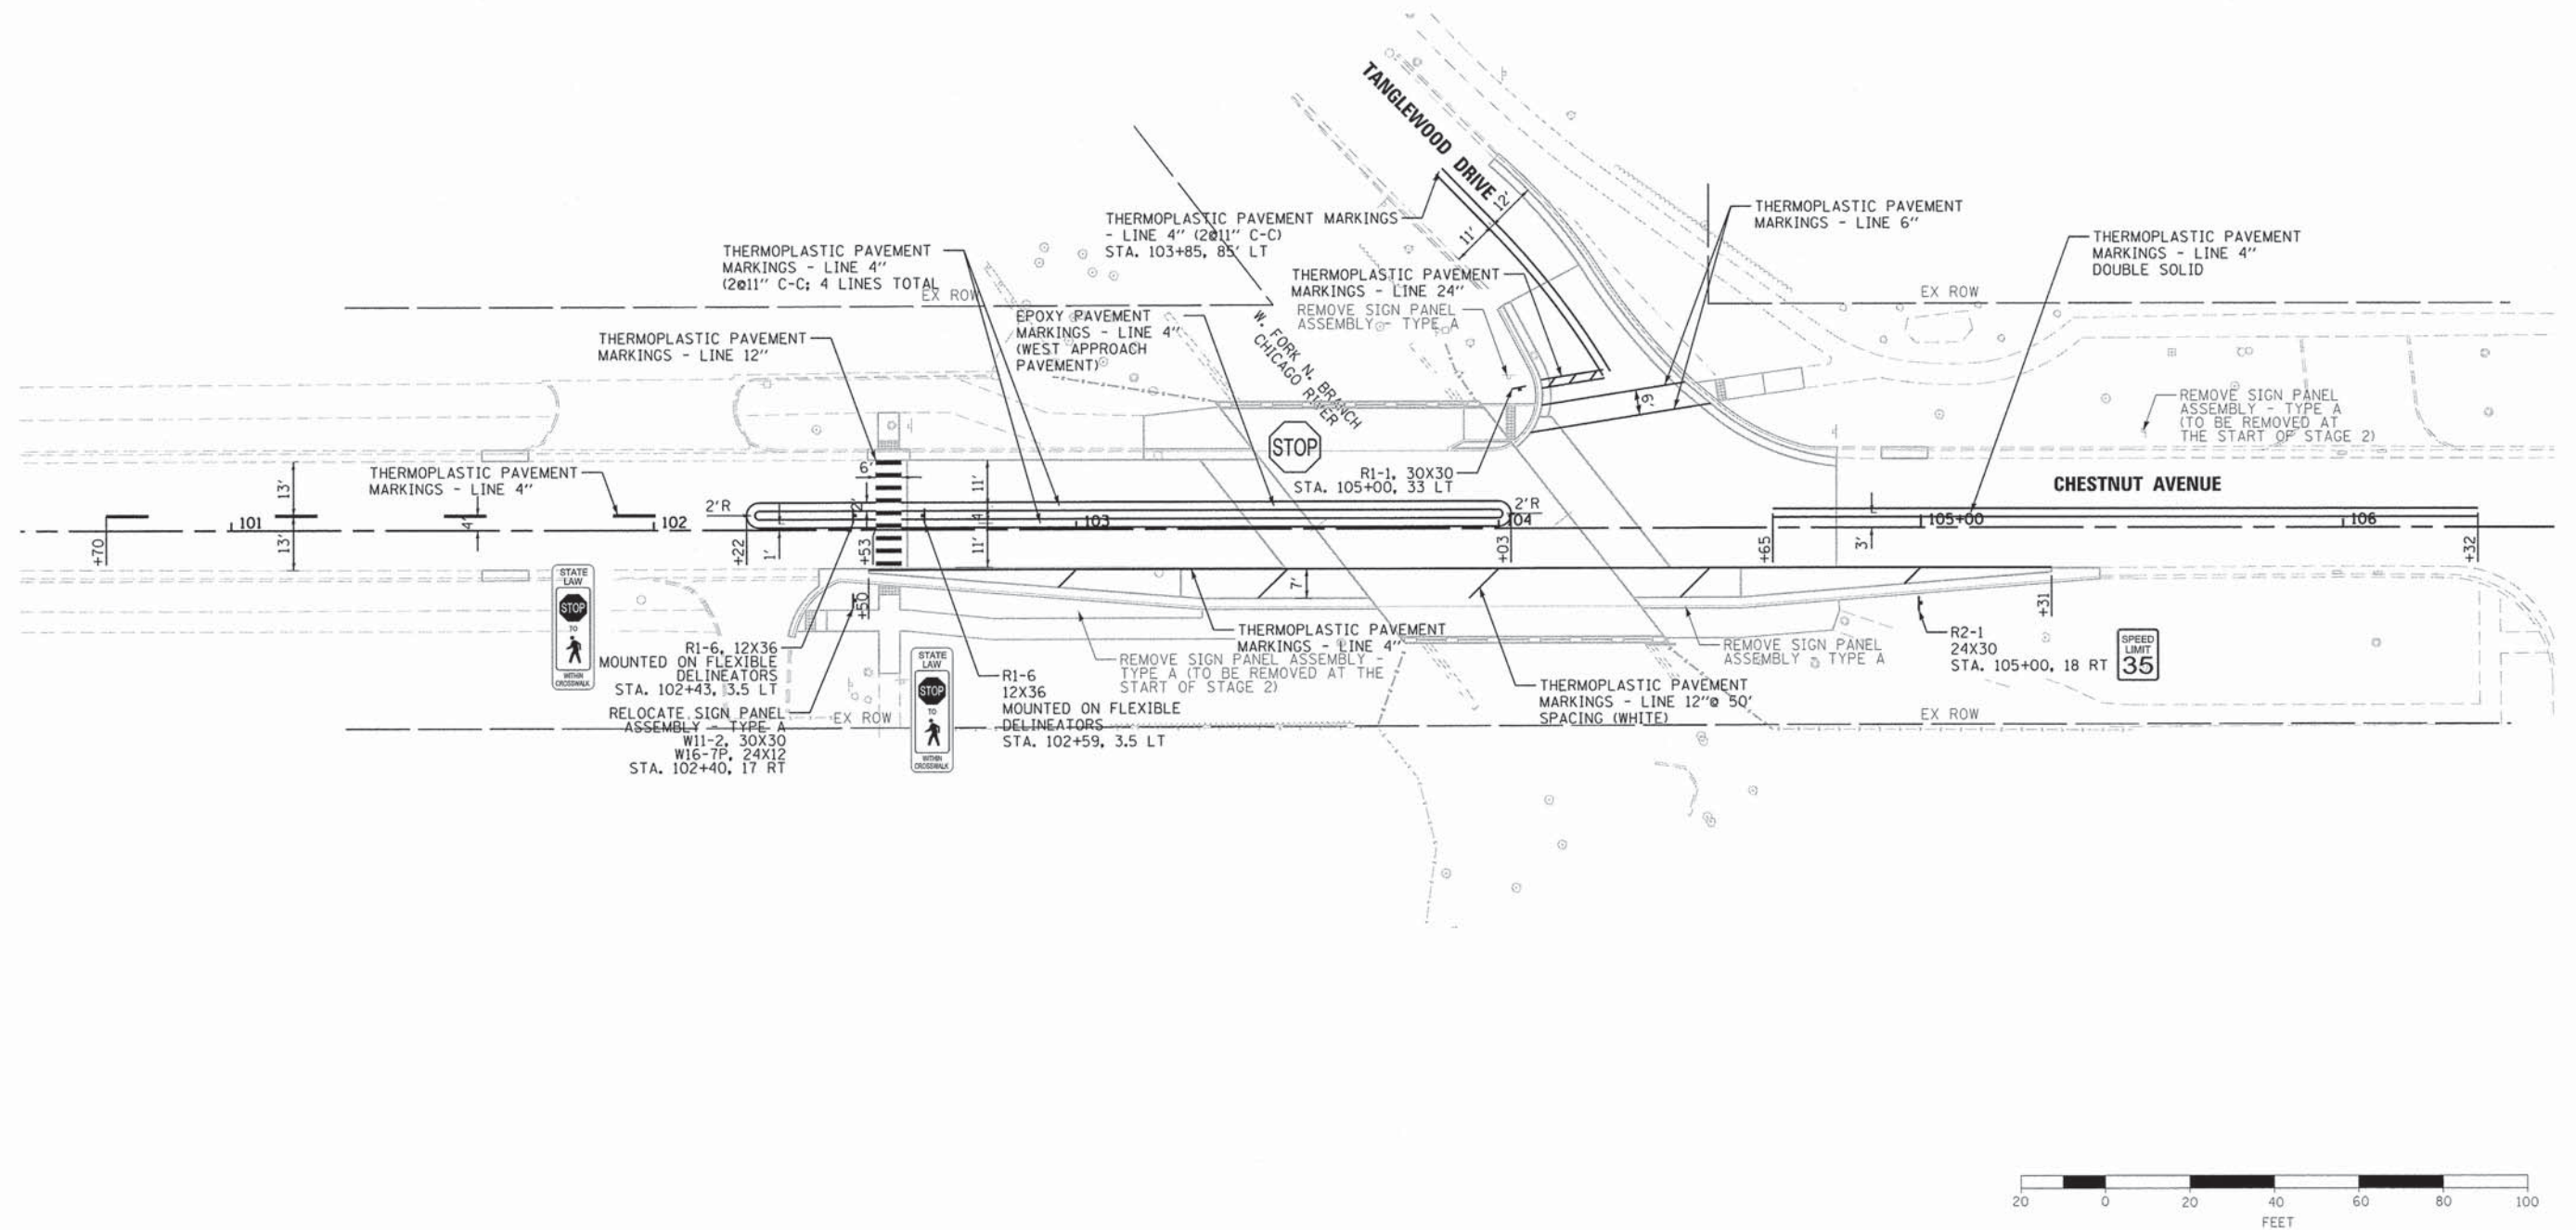 TANGLEWOOD DRIVE
12'
11'
THERMOPLASTIC PAVEMENT MARKINGS
- LINE 4" (2@11" C-C)
STA. 103+85, 85' LT
THERMOPLASTIC PAVEMENT
MARKINGS - LINE 6"
THERMOPLASTIC PAVEMENT
MARKINGS - LINE 4"
DOUBLE SOLID
THERMOPLASTIC PAVEMENT
MARKINGS - LINE 4"
(2@11" C-C; 4 LINES TOTAL
EX ROW
THERMOPLASTIC PAVEMENT
MARKINGS - LINE 24"
REMOVE SIGN PANEL
ASSEMBLY - TYPE A
EX ROW
EPOXY PAVEMENT
MARKINGS - LINE 4"
(WEST APPROACH
PAVEMENT)
W. FORK N. BRANCH
CHICAGO RIVER
THERMOPLASTIC PAVEMENT
MARKINGS - LINE 12"
6'
REMOVE SIGN PANEL
ASSEMBLY - TYPE A
(TO BE REMOVED AT
THE START OF STAGE 2)
STOP
R1-1, 30X30
STA. 105+00, 33 LT
THERMOPLASTIC PAVEMENT
MARKINGS - LINE 4"
CHESTNUT AVENUE
13'
13'
4'
6'
2'
11'
4'
11'
2'R
2'R
101
102
103
104
105+00
106
+70
+22
1'
+53
+03
+65
3'
+32
+50
7'
+31
STATE
LAW
STOP
TO
WITHIN
CROSSWALK
R1-6, 12X36
MOUNTED ON FLEXIBLE
DELINEATORS
STA. 102+43, 3.5 LT
RELOCATE SIGN PANEL
ASSEMBLY - TYPE A
W11-2, 30X30
W16-7P, 24X12
STA. 102+40, 17 RT
EX ROW
STATE
LAW
STOP
TO
WITHIN
CROSSWALK
R1-6
12X36
MOUNTED ON FLEXIBLE
DELINEATORS
STA. 102+59, 3.5 LT
THERMOPLASTIC PAVEMENT
MARKINGS - LINE 4"
REMOVE SIGN PANEL ASSEMBLY -
TYPE A (TO BE REMOVED AT THE
START OF STAGE 2)
THERMOPLASTIC PAVEMENT
MARKINGS - LINE 12"@ 50'
SPACING (WHITE)
REMOVE SIGN PANEL
ASSEMBLY - TYPE A
R2-1
24X30
STA. 105+00, 18 RT
SPEED
LIMIT
35
EX ROW
20 0 20 40 60 80 100
FEET